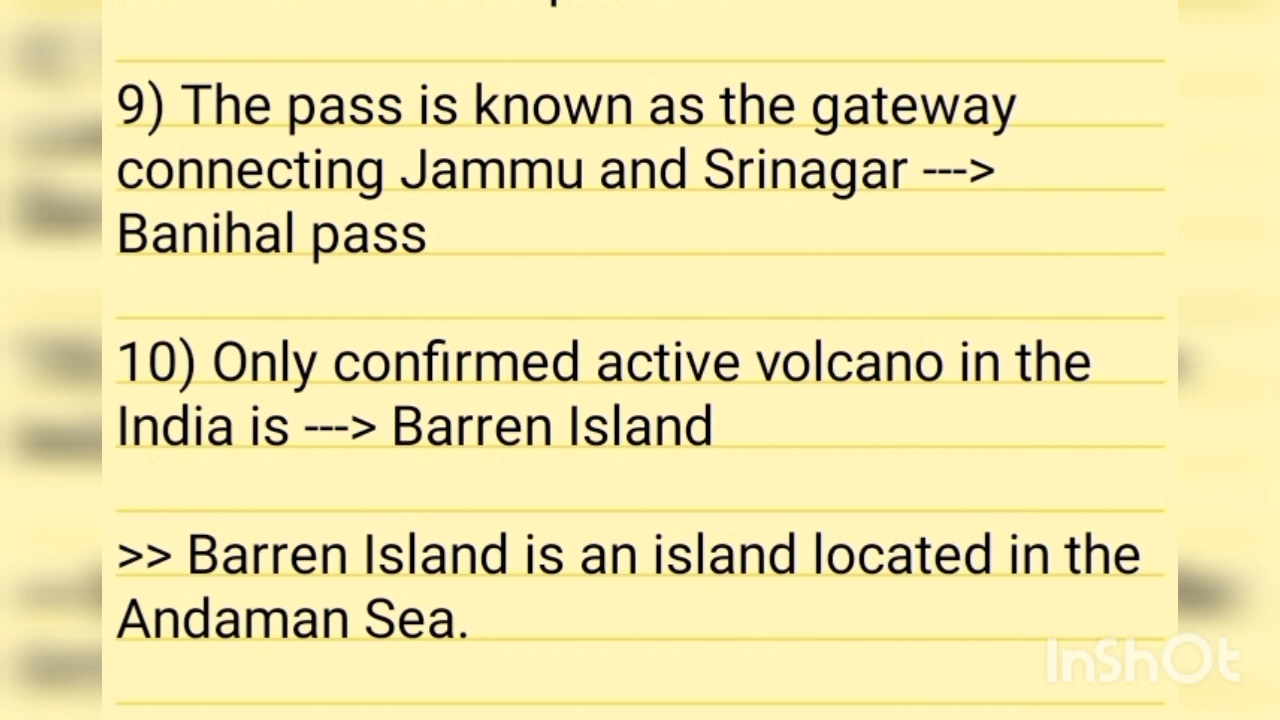 9) The pass is known as the gateway
connecting Jammu and Srinagar --->
Banihal pass
10) Only confirmed active volcano in the
India is ---> Barren Island
>> Barren Island is an island located in the
Andaman Sea.
InShOt